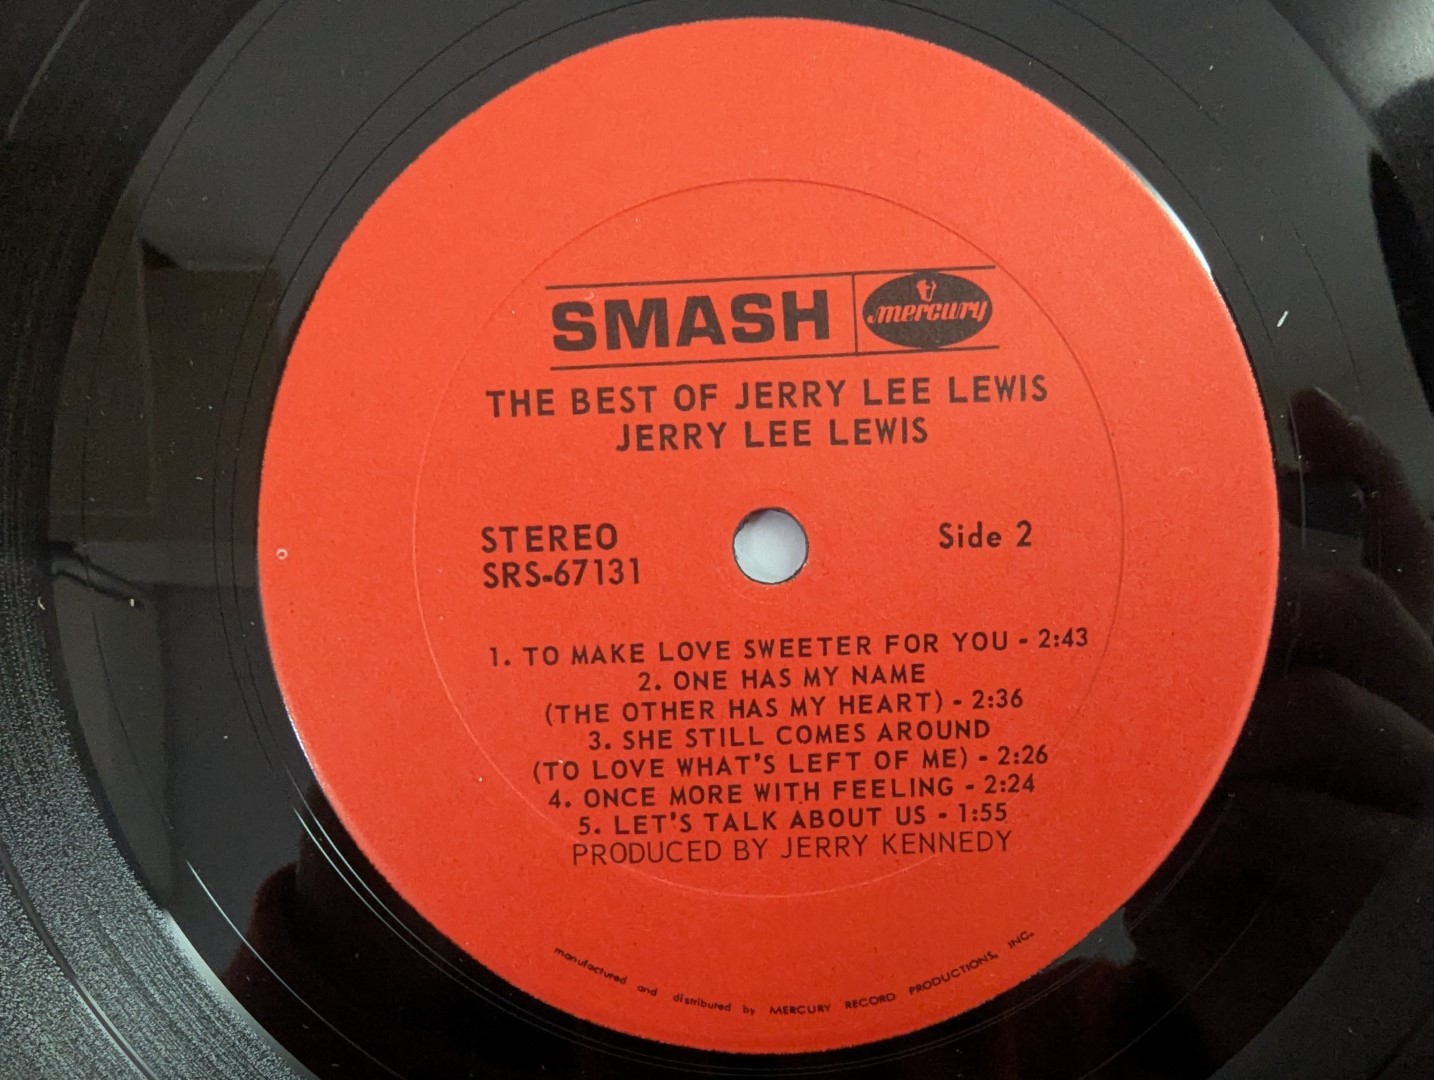 SMASH mercury
THE BEST OF JERRY LEE LEWIS
JERRY LEE LEWIS
STEREO
SRS-67131
Side 2
1. TO MAKE LOVE SWEETER FOR YOU - 2:43
2. ONE HAS MY NAME
(THE OTHER HAS MY HEART) - 2:36
3. SHE STILL COMES AROUND
(TO LOVE WHAT'S LEFT OF ME) - 2:26
4. ONCE MORE WITH FEELING - 2:24
5. LET'S TALK ABOUT US - 1:55
PRODUCED BY JERRY KENNEDY
manufactured and distributed by MERCURY RECORD PRODUCTIONS, INC.